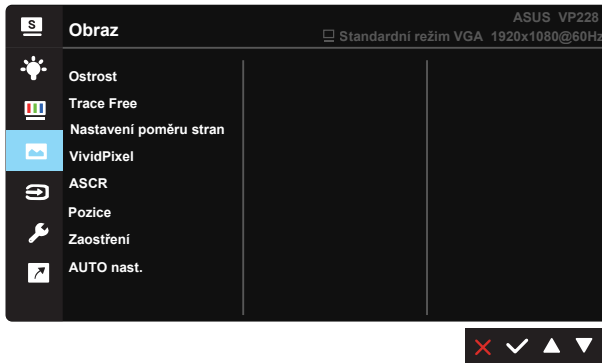 S
Obraz
ASUS VP228
Standardní režim VGA 1920x1080@60Hz
Ostrost
Trace Free
Nastavení poměru stran
VividPixel
ASCR
Pozice
Zaostření
AUTO nast.